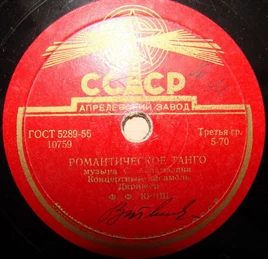 СССР
АПРЕЛЕВСКИЙ ЗАВОД
ГОСТ 5289-56
10759
Третья гр.
5-70
РОМАНТИЧЕСКОЕ ТАНГО
музыка
Концертный ансамбль
Ф. Ф.